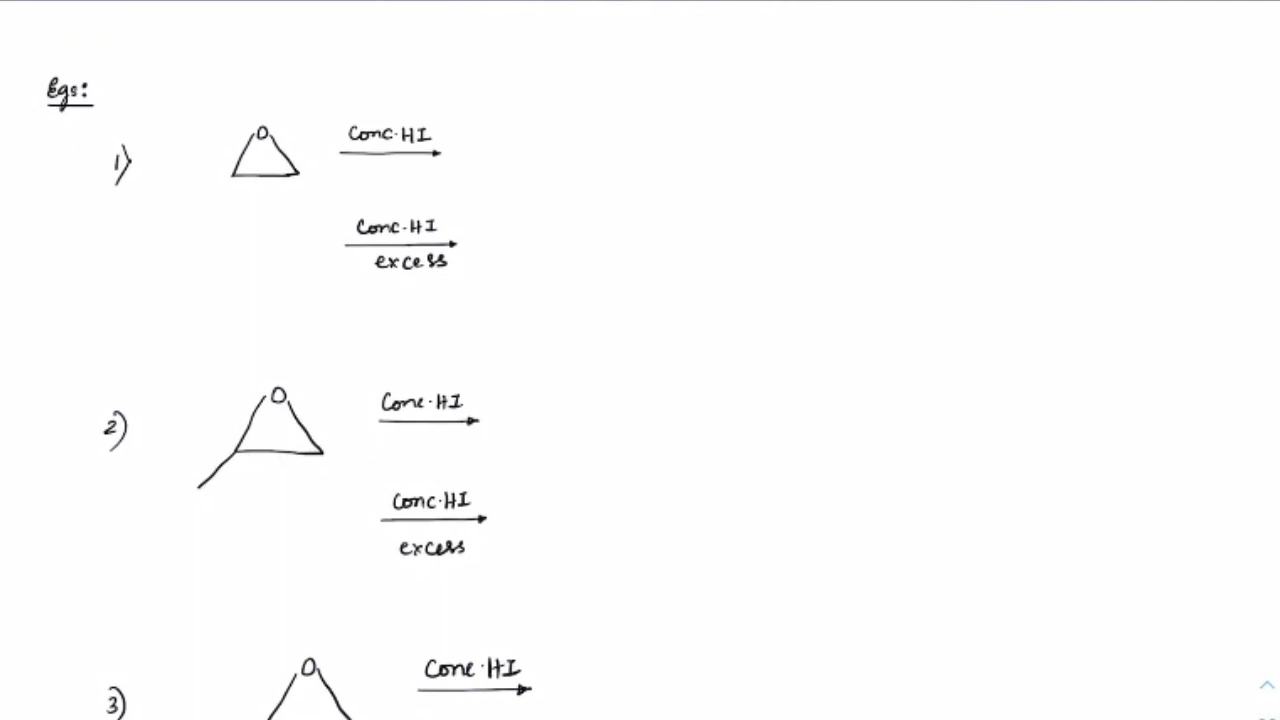 Egs:
1)
O
Conc.HI
Conc.HI
excess
2)
O
Conc.HI
Conc.HI
excess
3)
O
Conc.HI